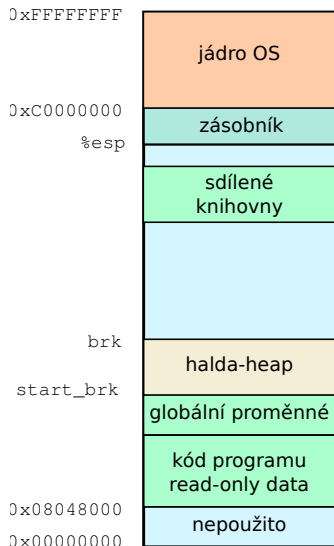 0xFFFFFFFF
jádro OS
0xC0000000
zásobník
%esp
sdílené
knihovny
brk
halda-heap
start_brk
globální proměnné
kód programu
read-only data
0x08048000
nepoužito
0x00000000